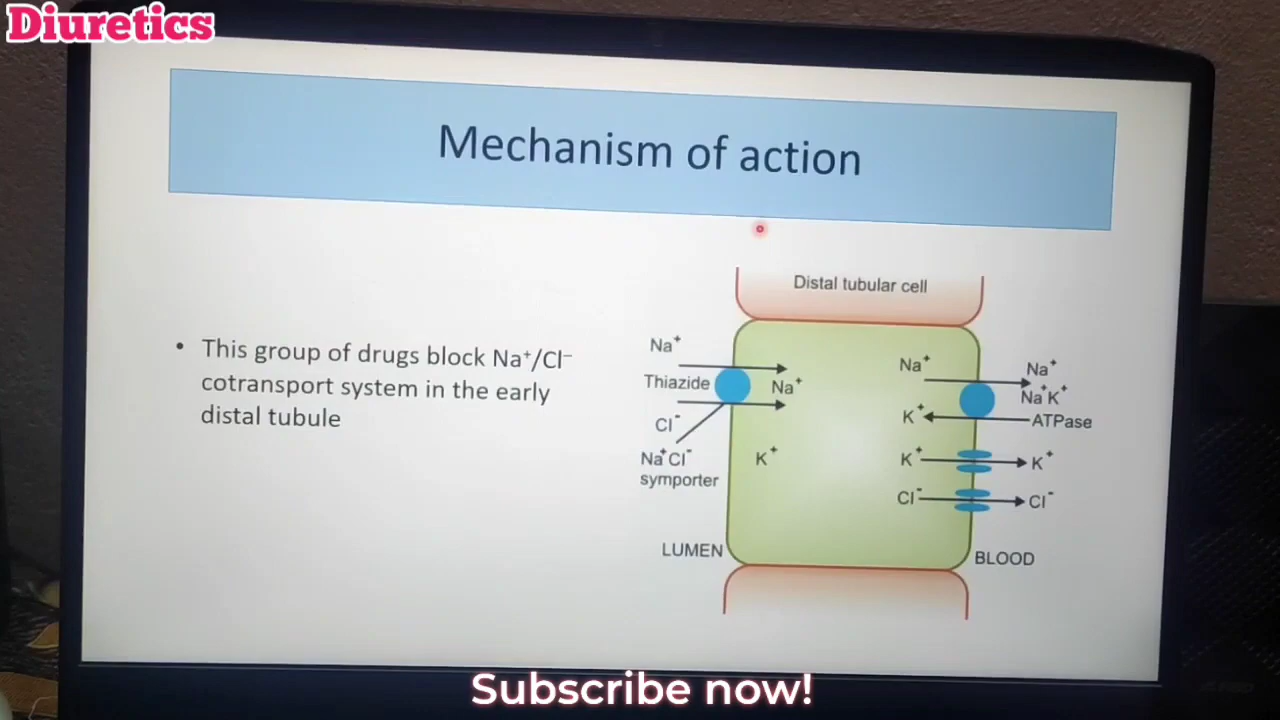 Diuretics
Mechanism of action
• This group of drugs block Na⁺/Cl⁻
cotransport system in the early
distal tubule
Distal tubular cell
Na⁺
Thiazide
Na⁺
Cl⁻
Na⁺Cl⁻
symporter
K⁺
LUMEN
Na⁺
Na⁺
Na⁺K⁺
K⁺
ATPase
K⁺
K⁺
Cl⁻
Cl⁻
BLOOD
Subscribe now!